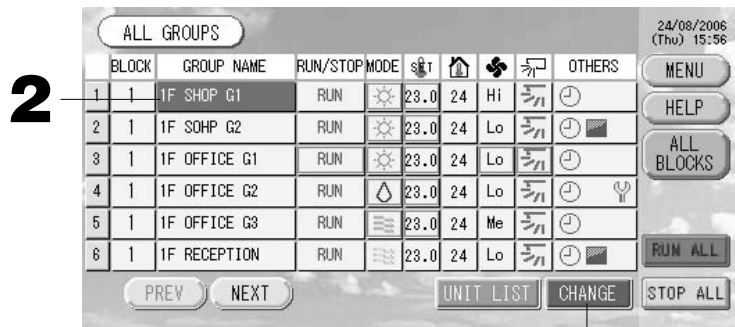 ALL GROUPS
24/08/2006
(Thu) 15:56
BLOCK GROUP NAME RUN/STOP MODE S T OTHERS
MENU
2
1 1 1F SHOP G1 RUN 23.0 24 Hi
HELP
2 1 1F SOHP G2 RUN 23.0 24 Lo
ALL
BLOCKS
3 1 1F OFFICE G1 RUN 23.0 24 Lo
4 1 1F OFFICE G2 RUN 23.0 24 Lo
5 1 1F OFFICE G3 RUN 23.0 24 Me
6 1 1F RECEPTION RUN 23.0 24 Lo
RUN ALL
PREV NEXT UNIT LIST CHANGE STOP ALL